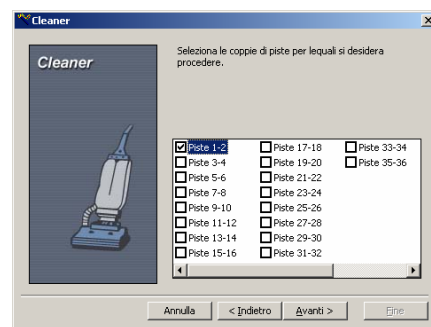 Cleaner
Cleaner
Seleziona le coppie di piste per lequali si desidera
procedere.
Piste 1-2 Piste 17-18 Piste 33-34
Piste 3-4 Piste 19-20 Piste 35-36
Piste 5-6 Piste 21-22
Piste 7-8 Piste 23-24
Piste 9-10 Piste 25-26
Piste 11-12 Piste 27-28
Piste 13-14 Piste 29-30
Piste 15-16 Piste 31-32
Annulla < Indietro Avanti > Fine